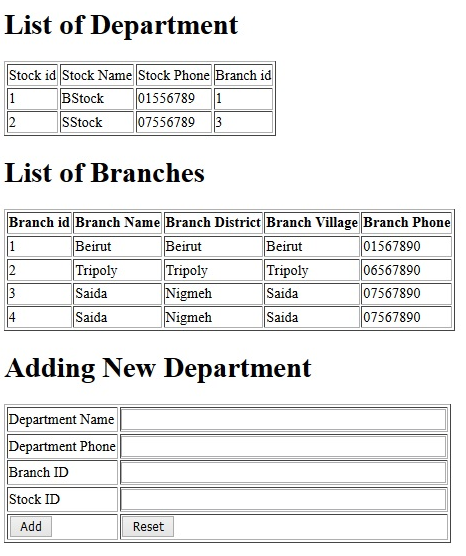 List of Department
Stock id Stock Name Stock Phone Branch id
1 BStock 01556789 1
2 SStock 07556789 3
List of Branches
Branch id Branch Name Branch District Branch Village Branch Phone
1 Beirut Beirut Beirut 01567890
2 Tripoly Tripoly Tripoly 06567890
3 Saida Nigmeh Saida 07567890
4 Saida Nigmeh Saida 07567890
Adding New Department
Department Name
Department Phone
Branch ID
Stock ID
Add Reset